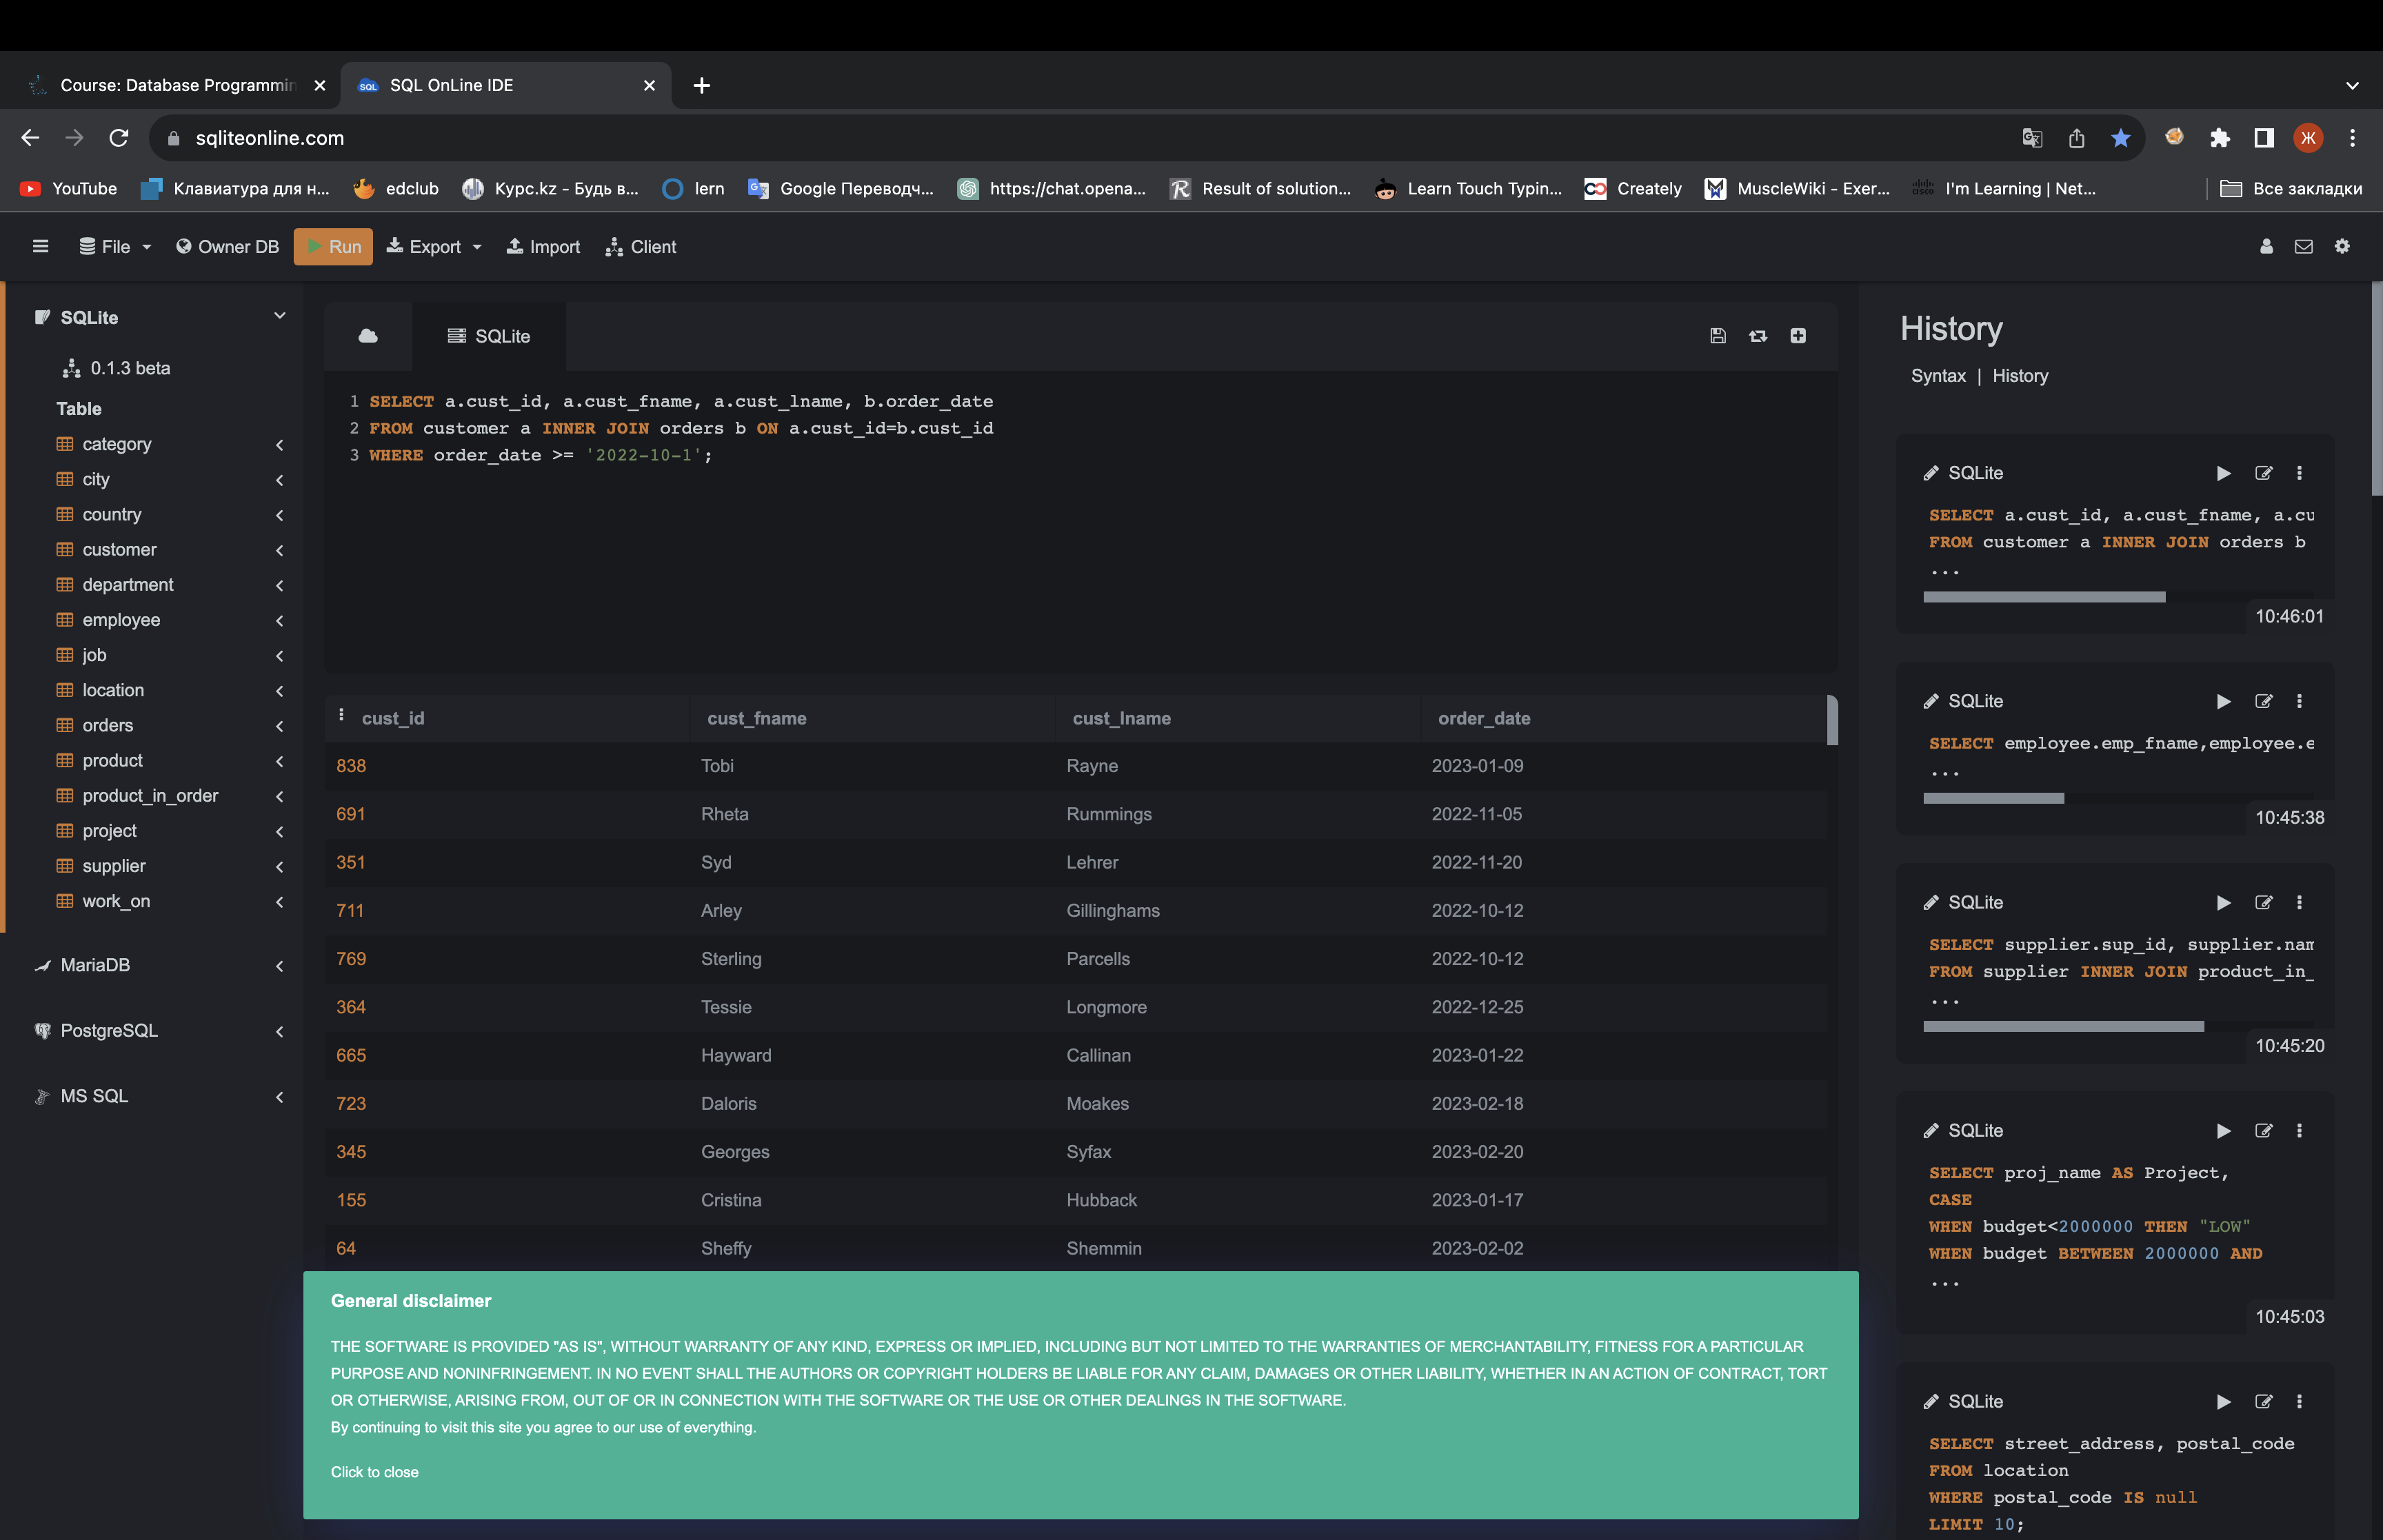 Course: Database Programmin
SQL OnLine IDE
sqliteonline.com
Ж
YouTube
Клавиатура для н...
edclub
Курс.kz - Будь в...
lern
Google Переводч...
https://chat.opena...
Result of solution...
Learn Touch Typin...
Creately
MuscleWiki - Exer...
I'm Learning | Net...
Все закладки
File
Owner DB
Run
Export
Import
Client
SQLite
0.1.3 beta
Table
category
city
country
customer
department
employee
job
location
orders
product
product_in_order
project
supplier
work_on
MariaDB
PostgreSQL
MS SQL
SQLite
1 SELECT a.cust_id, a.cust_fname, a.cust_lname, b.order_date
2 FROM customer a INNER JOIN orders b ON a.cust_id=b.cust_id
3 WHERE order_date >= '2022-10-1';
cust_id cust_fname cust_lname order_date
838 Tobi Rayne 2023-01-09
691 Rheta Rummings 2022-11-05
351 Syd Lehrer 2022-11-20
711 Arley Gillinghams 2022-10-12
769 Sterling Parcells 2022-10-12
364 Tessie Longmore 2022-12-25
665 Hayward Callinan 2023-01-22
723 Daloris Moakes 2023-02-18
345 Georges Syfax 2023-02-20
155 Cristina Hubback 2023-01-17
64 Sheffy Shemmin 2023-02-02
General disclaimer
THE SOFTWARE IS PROVIDED "AS IS", WITHOUT WARRANTY OF ANY KIND, EXPRESS OR IMPLIED, INCLUDING BUT NOT LIMITED TO THE WARRANTIES OF MERCHANTABILITY, FITNESS FOR A PARTICULAR
PURPOSE AND NONINFRINGEMENT. IN NO EVENT SHALL THE AUTHORS OR COPYRIGHT HOLDERS BE LIABLE FOR ANY CLAIM, DAMAGES OR OTHER LIABILITY, WHETHER IN AN ACTION OF CONTRACT, TORT
OR OTHERWISE, ARISING FROM, OUT OF OR IN CONNECTION WITH THE SOFTWARE OR THE USE OR OTHER DEALINGS IN THE SOFTWARE.
By continuing to visit this site you agree to our use of everything.
Click to close
History
Syntax | History
SQLite
SELECT a.cust_id, a.cust_fname, a.cu
FROM customer a INNER JOIN orders b
...
10:46:01
SQLite
SELECT employee.emp_fname,employee.e
...
10:45:38
SQLite
SELECT supplier.sup_id, supplier.nam
FROM supplier INNER JOIN product_in_
...
10:45:20
SQLite
SELECT proj_name AS Project,
CASE
WHEN budget<2000000 THEN "LOW"
WHEN budget BETWEEN 2000000 AND
...
10:45:03
SQLite
SELECT street_address, postal_code
FROM location
WHERE postal_code IS null
LIMIT 10;